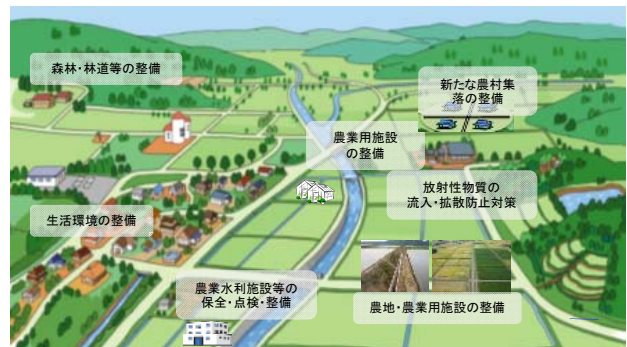 森林・林道等の整備
新たな農村集
落の整備
農業用施設
の整備
放射性物質の
流入・拡散防止対策
生活環境の整備
農業水利施設等の
保全・点検・整備
農地・農業用施設の整備